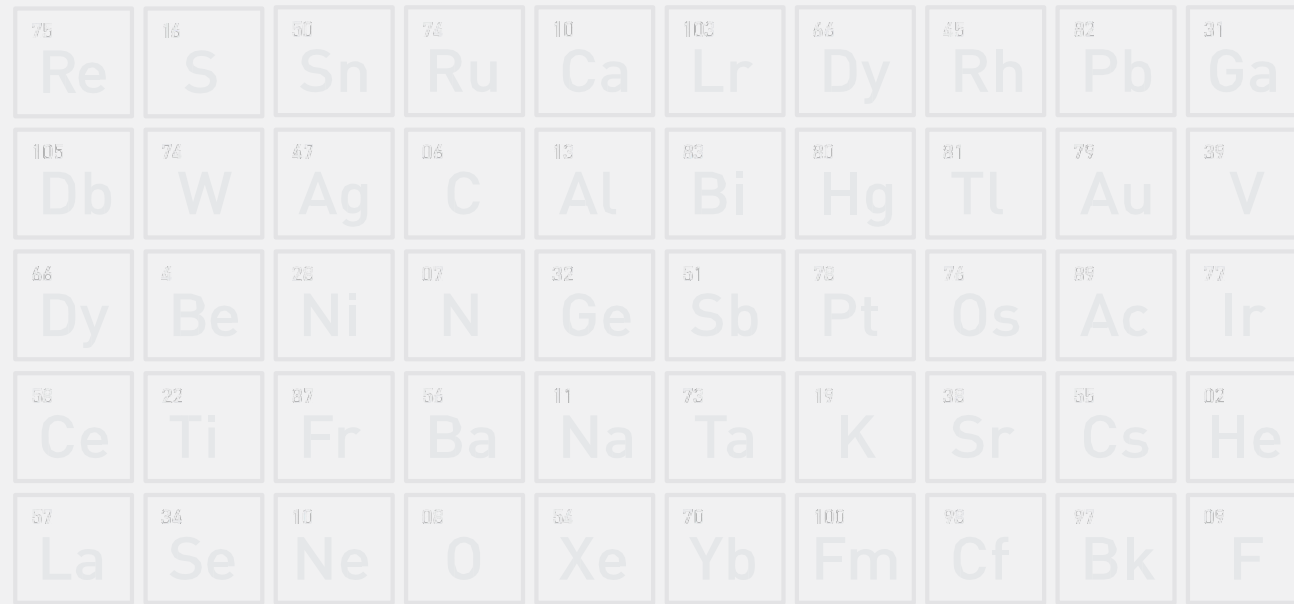 75 16 50 76 10 103 66 45 82 31
Re S Sn Ru Ca Lr Dy Rh Pb Ga
105 74 47 06 13 83 80 81 79 39
Db W Ag C Al Bi Hg Tl Au V
66 4 28 07 32 51 78 76 89 77
Dy Be Ni N Ge Sb Pt Os Ac Ir
58 22 87 56 11 73 19 38 55 02
Ce Ti Fr Ba Na Ta K Sr Cs He
57 34 10 08 54 70 100 98 97 09
La Se Ne O Xe Yb Fm Cf Bk F